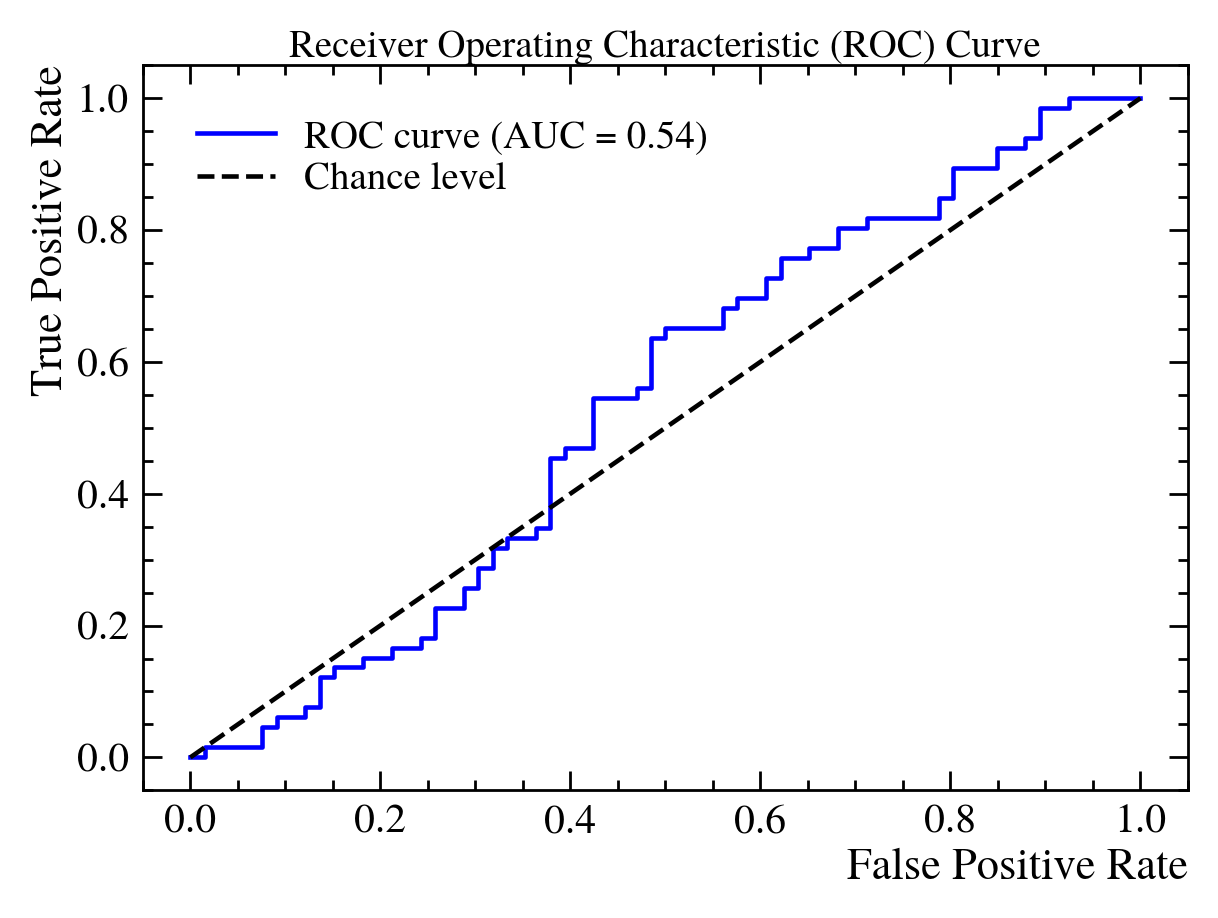 Receiver Operating Characteristic (ROC) Curve
True Positive Rate
1.0
0.8
0.6
0.4
0.2
0.0
ROC curve (AUC = 0.54)
Chance level
0.0 0.2 0.4 0.6 0.8 1.0
False Positive Rate